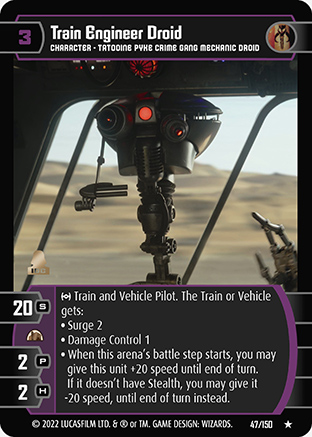 3
Train Engineer Droid
CHARACTER • TATOOINE PYKE CRIME GANG MECHANIC DROID
20 S
2 P
2 H
Train and Vehicle Pilot. The Train or Vehicle
gets:
• Surge 2
• Damage Control 1
• When this arena's battle step starts, you may
give this unit +20 speed until end of turn.
If it doesn't have Stealth, you may give it
-20 speed, until end of turn instead.
© 2022 LUCASFILM LTD. & ® or TM. GAME DESIGN: WIZARDS.
47/150